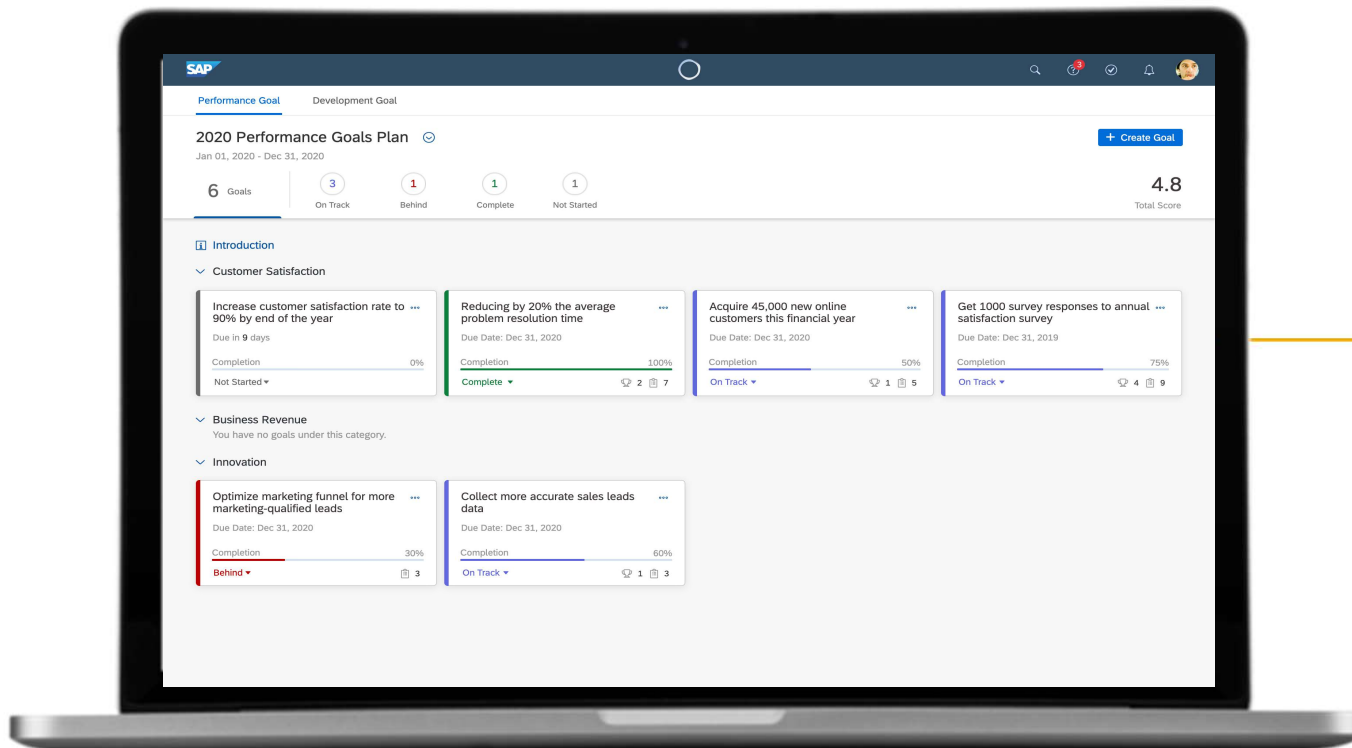 SAP
3
Performance Goal Development Goal
2020 Performance Goals Plan
+ Create Goal
Jan 01, 2020 - Dec 31, 2020
6 Goals
3
On Track
1
Behind
1
Complete
1
Not Started
4.8
Total Score
Introduction
Customer Satisfaction
Increase customer satisfaction rate to
90% by end of the year
Due in 9 days
Completion 0%
Not Started
Reducing by 20% the average
problem resolution time
Due Date: Dec 31, 2020
Completion 100%
Complete 2 7
Acquire 45,000 new online
customers this financial year
Due Date: Dec 31, 2020
Completion 50%
On Track 1 5
Get 1000 survey responses to annual
satisfaction survey
Due Date: Dec 31, 2019
Completion 75%
On Track 4 9
Business Revenue
You have no goals under this category.
Innovation
Optimize marketing funnel for more
marketing-qualified leads
Due Date: Dec 31, 2020
Completion 30%
Behind 3
Collect more accurate sales leads
data
Due Date: Dec 31, 2020
Completion 60%
On Track 1 3